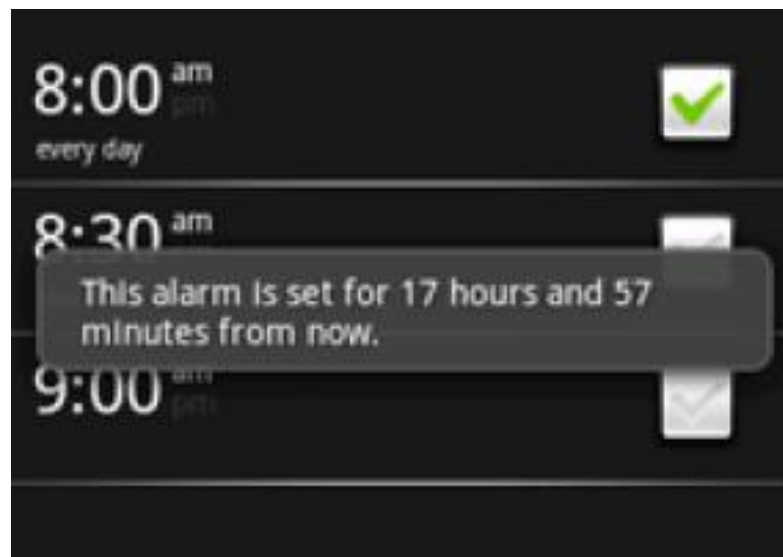 8:00 am
pm
every day
8:30 am
This alarm is set for 17 hours and 57
minutes from now.
9:00 am
pm